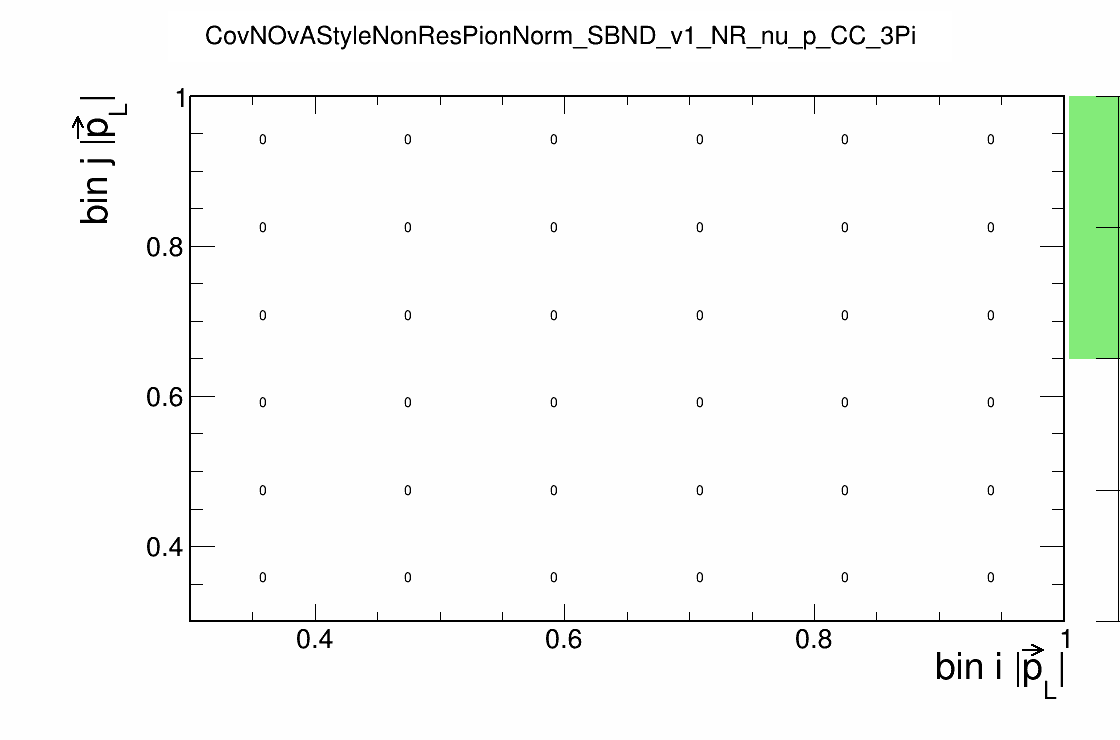 CovNOvAStyleNonResPionNorm_SBND_v1_NR_nu_p_CC_3Pi
bin j |p⃗_L|
1
0 0 0 0 0 0
0 0 0 0 0 0
0.8
0 0 0 0 0 0
0.6
0 0 0 0 0 0
0 0 0 0 0 0
0.4
0 0 0 0 0 0
0.4 0.6 0.8 1
bin i |p⃗_L|